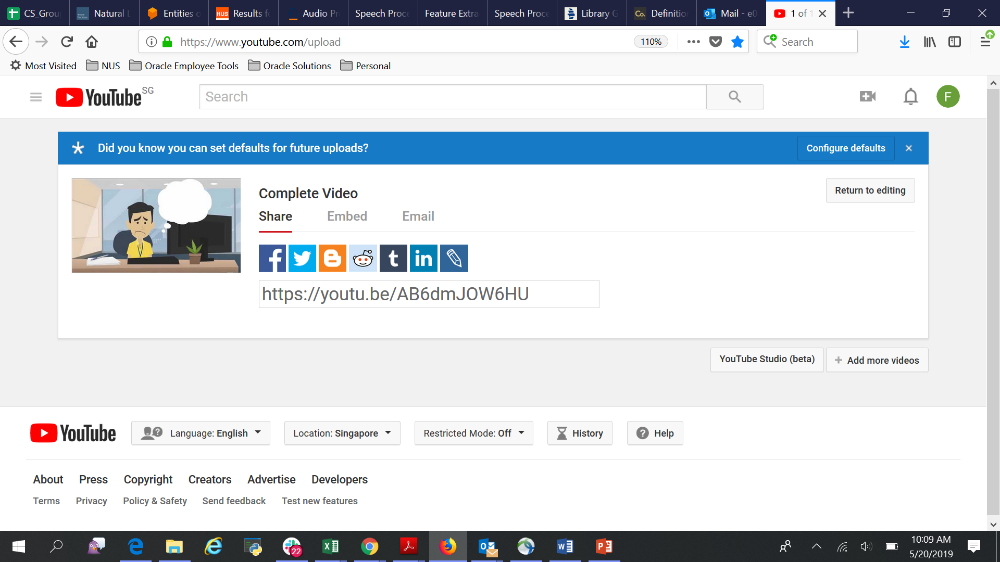 CS_Grou Natural L Entities o NUS Results fo Audio Pr Speech Proce Feature Extra Speech Proce Library G Co. Definitio Mail - e0 1 of 1
https://www.youtube.com/upload 110% Search
Most Visited NUS Oracle Employee Tools Oracle Solutions Personal
YouTube SG Search F
Did you know you can set defaults for future uploads? Configure defaults
Complete Video Return to editing
Share Embed Email
https://youtu.be/AB6dmJOW6HU
YouTube Studio (beta) Add more videos
YouTube Language: English Location: Singapore Restricted Mode: Off History Help
About Press Copyright Creators Advertise Developers
Terms Privacy Policy & Safety Send feedback Test new features
22
10:09 AM
5/20/2019